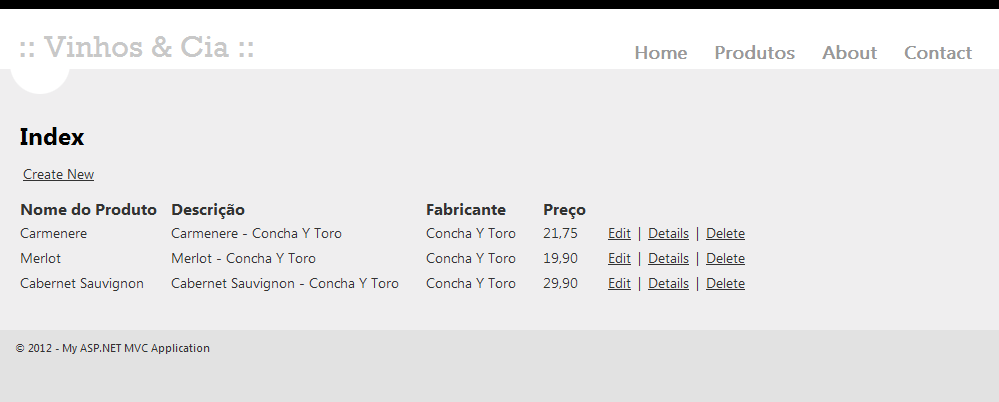 :: Vinhos & Cia ::
Home Produtos About Contact
Index
Create New
Nome do Produto Descrição Fabricante Preço
Carmenere Carmenere - Concha Y Toro Concha Y Toro 21,75 Edit | Details | Delete
Merlot Merlot - Concha Y Toro Concha Y Toro 19,90 Edit | Details | Delete
Cabernet Sauvignon Cabernet Sauvignon - Concha Y Toro Concha Y Toro 29,90 Edit | Details | Delete
© 2012 - My ASP.NET MVC Application